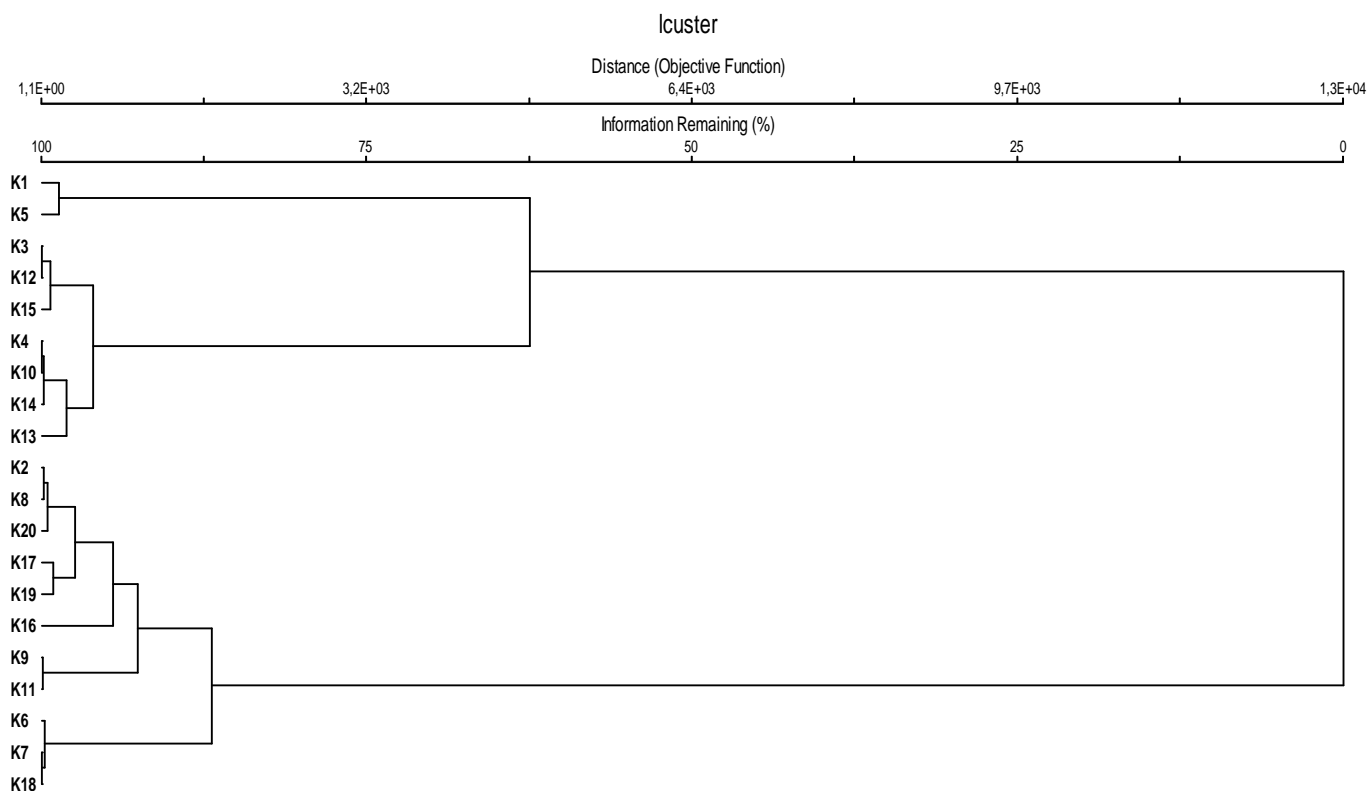 Icuster
Distance (Objective Function)
1,1E+00 3,2E+03 6,4E+03 9,7E+03 1,3E+04
Information Remaining (%)
100 75 50 25 0
K1
K5
K3
K12
K15
K4
K10
K14
K13
K2
K8
K20
K17
K19
K16
K9
K11
K6
K7
K18